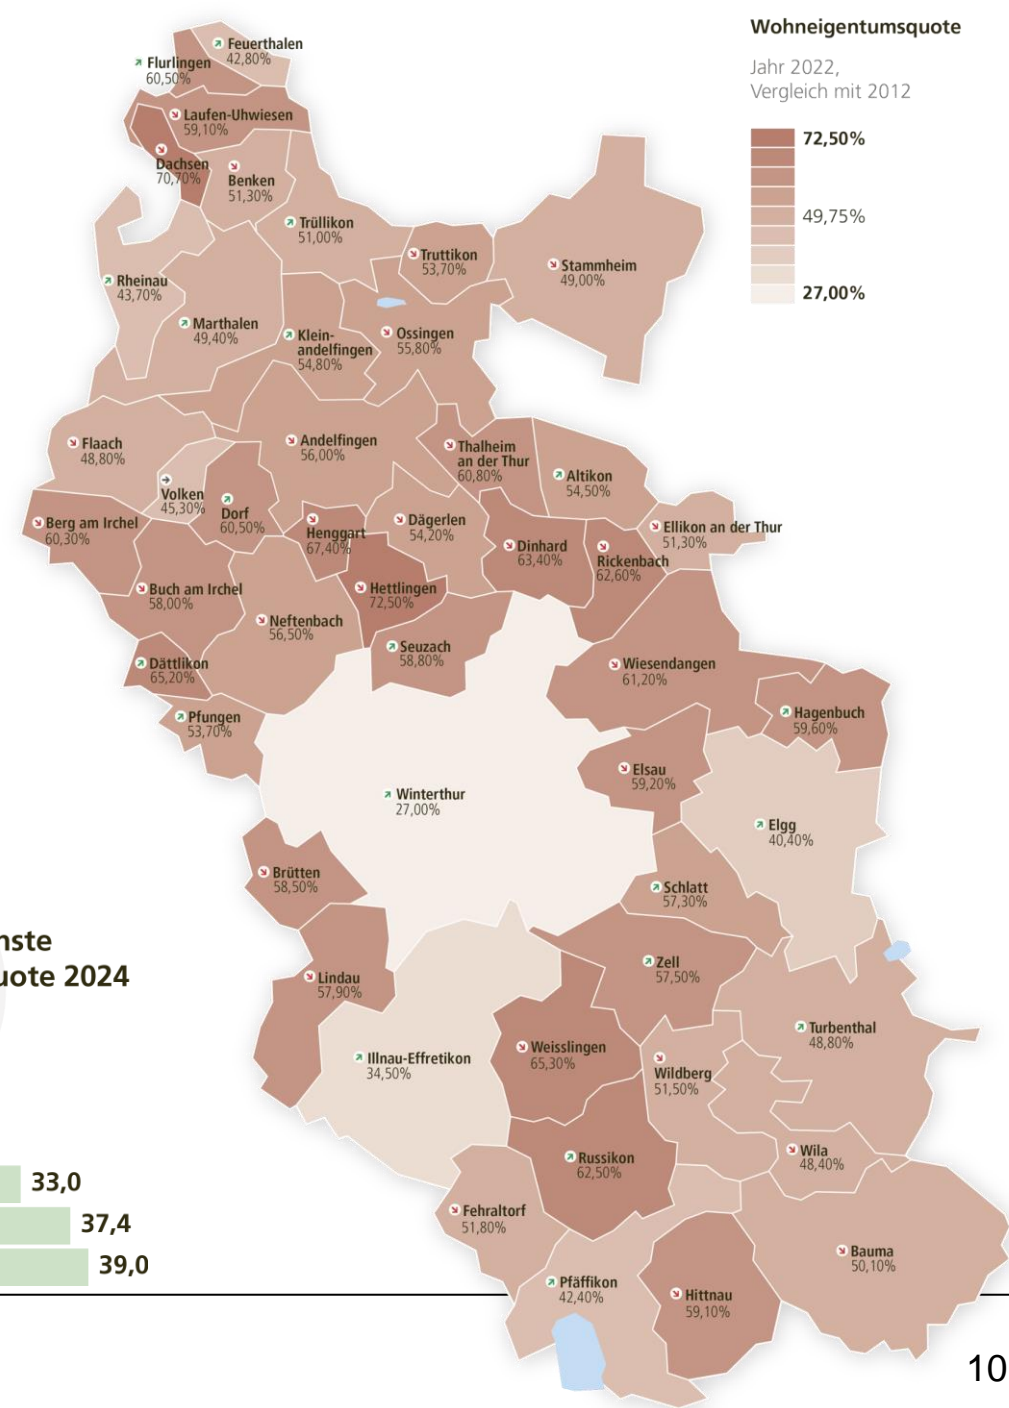 Wohneigentumsquote
Jahr 2022,
Vergleich mit 2012
72,50%
49,75%
27,00%
Feuerthalen
42,80%
Flurlingen
60,50%
Laufen-Uhwiesen
59,10%
Dachsen
70,70%
Benken
51,30%
Trüllikon
51,00%
Truttikon
53,70%
Stammheim
49,00%
Rheinau
43,70%
Marthalen
49,40%
Klein-
andelfingen
54,80%
Ossingen
55,80%
Flaach
48,80%
Andelfingen
56,00%
Thalheim
an der Thur
60,80%
Altikon
54,50%
Volken
45,30%
Dorf
60,50%
Berg am Irchel
60,30%
Henggart
67,40%
Dägerlen
54,20%
Dinhard
63,40%
Rickenbach
62,60%
Ellikon an der Thur
51,30%
Buch am Irchel
58,00%
Hettlingen
72,50%
Neftenbach
56,50%
Seuzach
58,80%
Dättlikon
65,20%
Wiesendangen
61,20%
Pfungen
53,70%
Hagenbuch
59,60%
Elsau
59,20%
Winterthur
27,00%
Elgg
40,40%
Brütten
58,50%
Schlatt
57,30%
Lindau
57,90%
Zell
57,50%
Turbenthal
48,80%
Illnau-Effretikon
34,50%
Weisslingen
65,30%
Wildberg
51,50%
Wila
48,40%
Russikon
62,50%
Fehraltorf
51,80%
Bauma
50,10%
Pfäffikon
42,40%
Hittnau
59,10%
nste
uote 2024
33,0
37,4
39,0
10